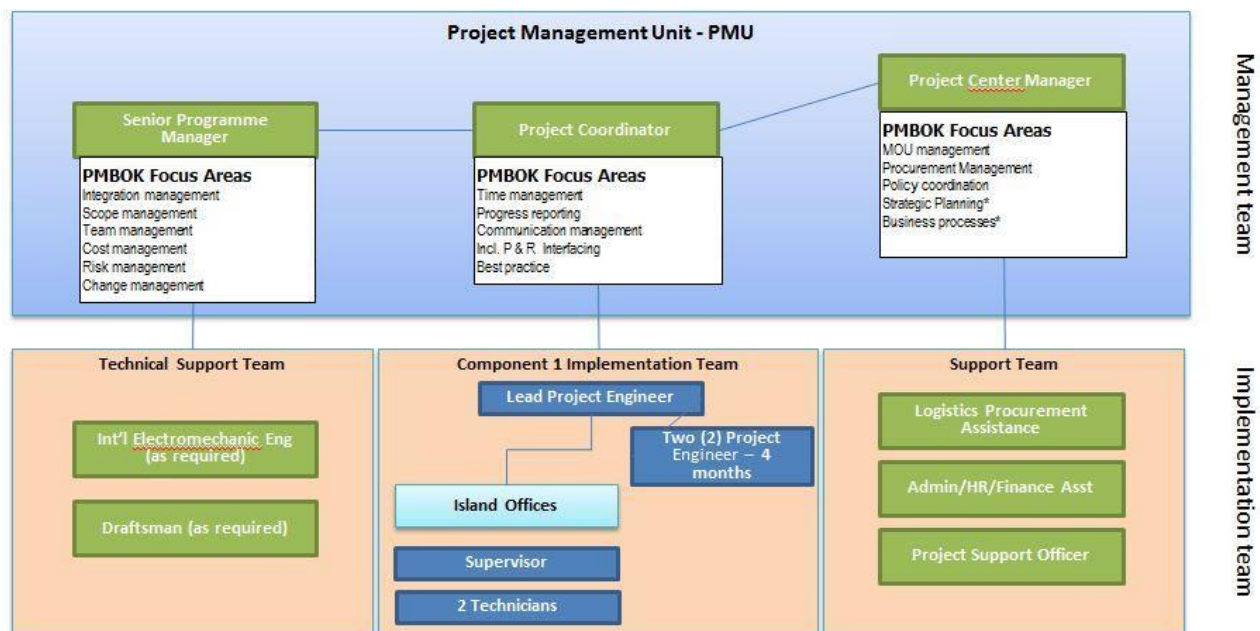 Project Management Unit - PMU
Senior Programme
Manager
PMBOK Focus Areas
Integration management
Scope management
Team management
Cost management
Risk management
Change management
Project Coordinator
PMBOK Focus Areas
Time management
Progress reporting
Communication management
Incl. P & R Interfacing
Best practice
Project Center Manager
PMBOK Focus Areas
MOU management
Procurement Management
Policy coordination
Strategic Planning*
Business processes*
Management team
Technical Support Team
Int'l Electromechanic Eng
(as required)
Draftsman (as required)
Component 1 Implementation Team
Lead Project Engineer
Two (2) Project
Engineer – 4
months
Island Offices
Supervisor
2 Technicians
Support Team
Logistics Procurement
Assistance
Admin/HR/Finance Asst
Project Support Officer
Implementation team